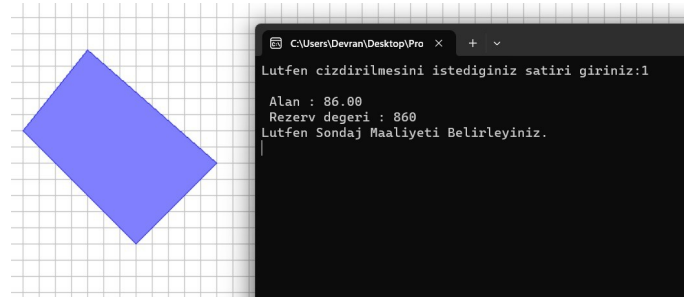 C:\Users\Devran\Desktop\Pro
Lutfen cizdirilmesini istediginiz satiri giriniz:1
Alan : 86.00
Rezerv degeri : 860
Lutfen Sondaj Maaliyeti Belirleyiniz.